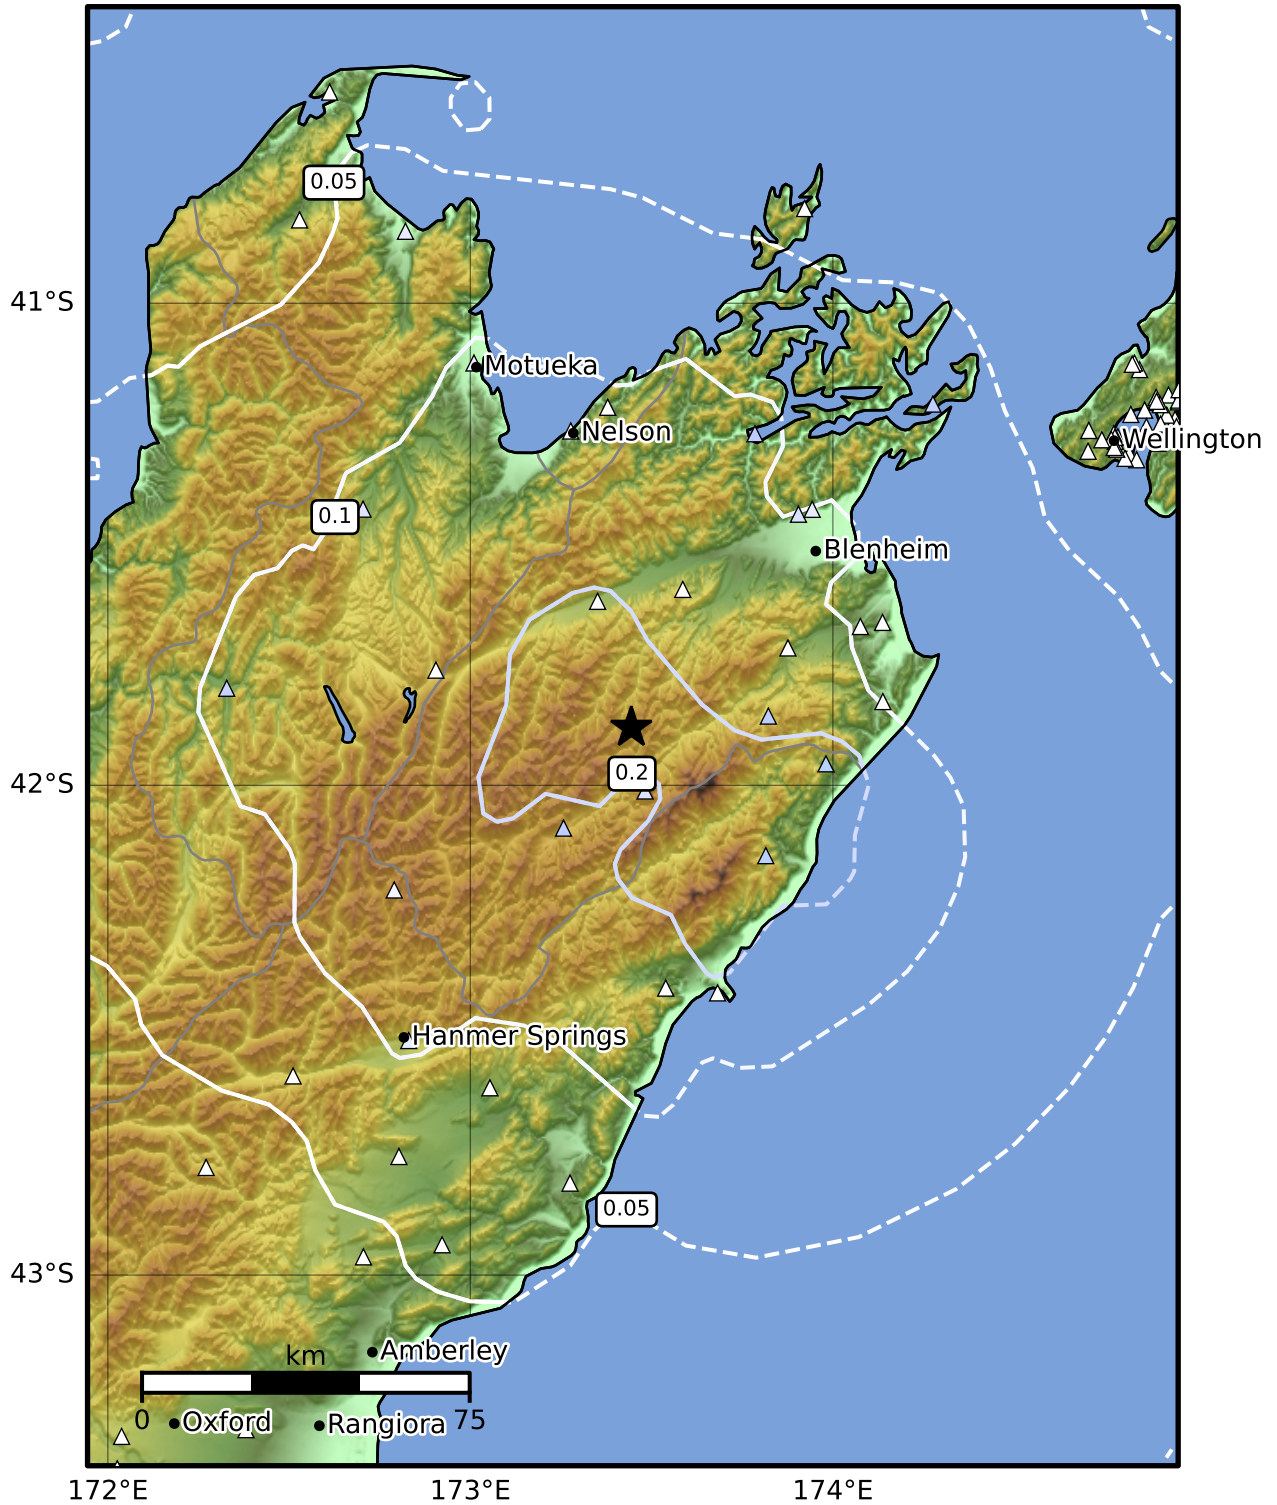 0.05
41°S
Motueka
Nelson
Wellington
0.1
Blenheim
0.2
42°S
Hanmer Springs
0.05
43°S
Amberley
km
0
75
Oxford
Rangiora
172°E
173°E
174°E